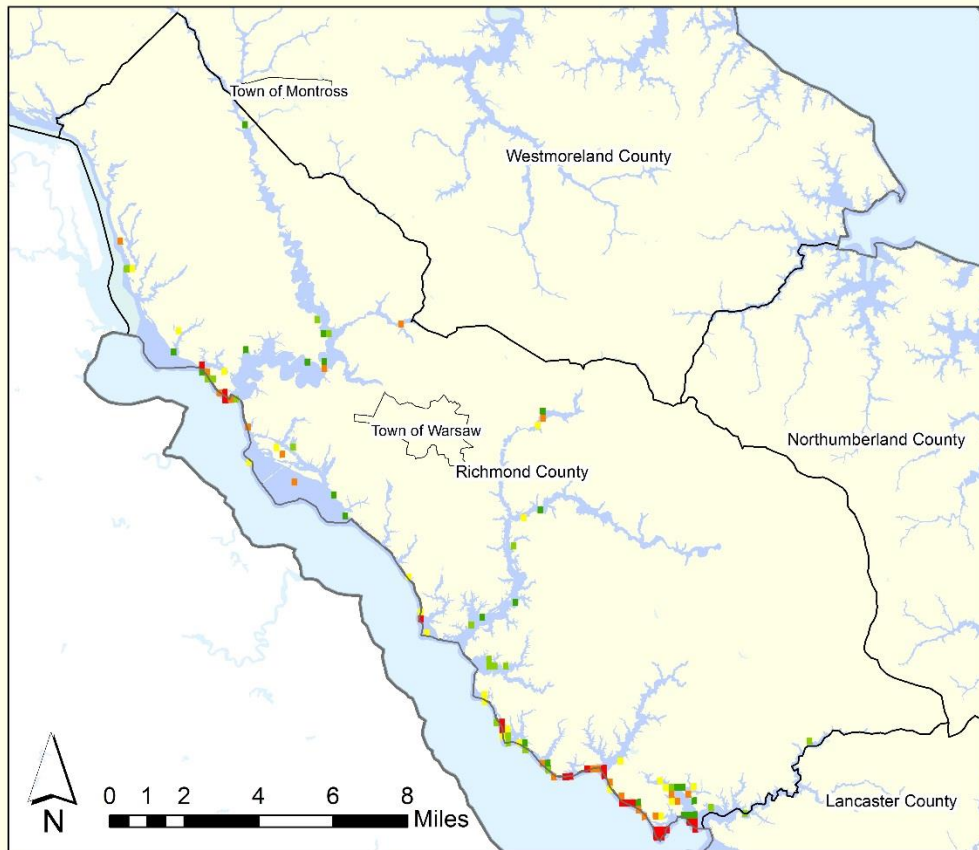 Town of Montross
Westmoreland County
Town of Warsaw
Northumberland County
Richmond County
Lancaster County
N
0 1 2 4 6 8
Miles